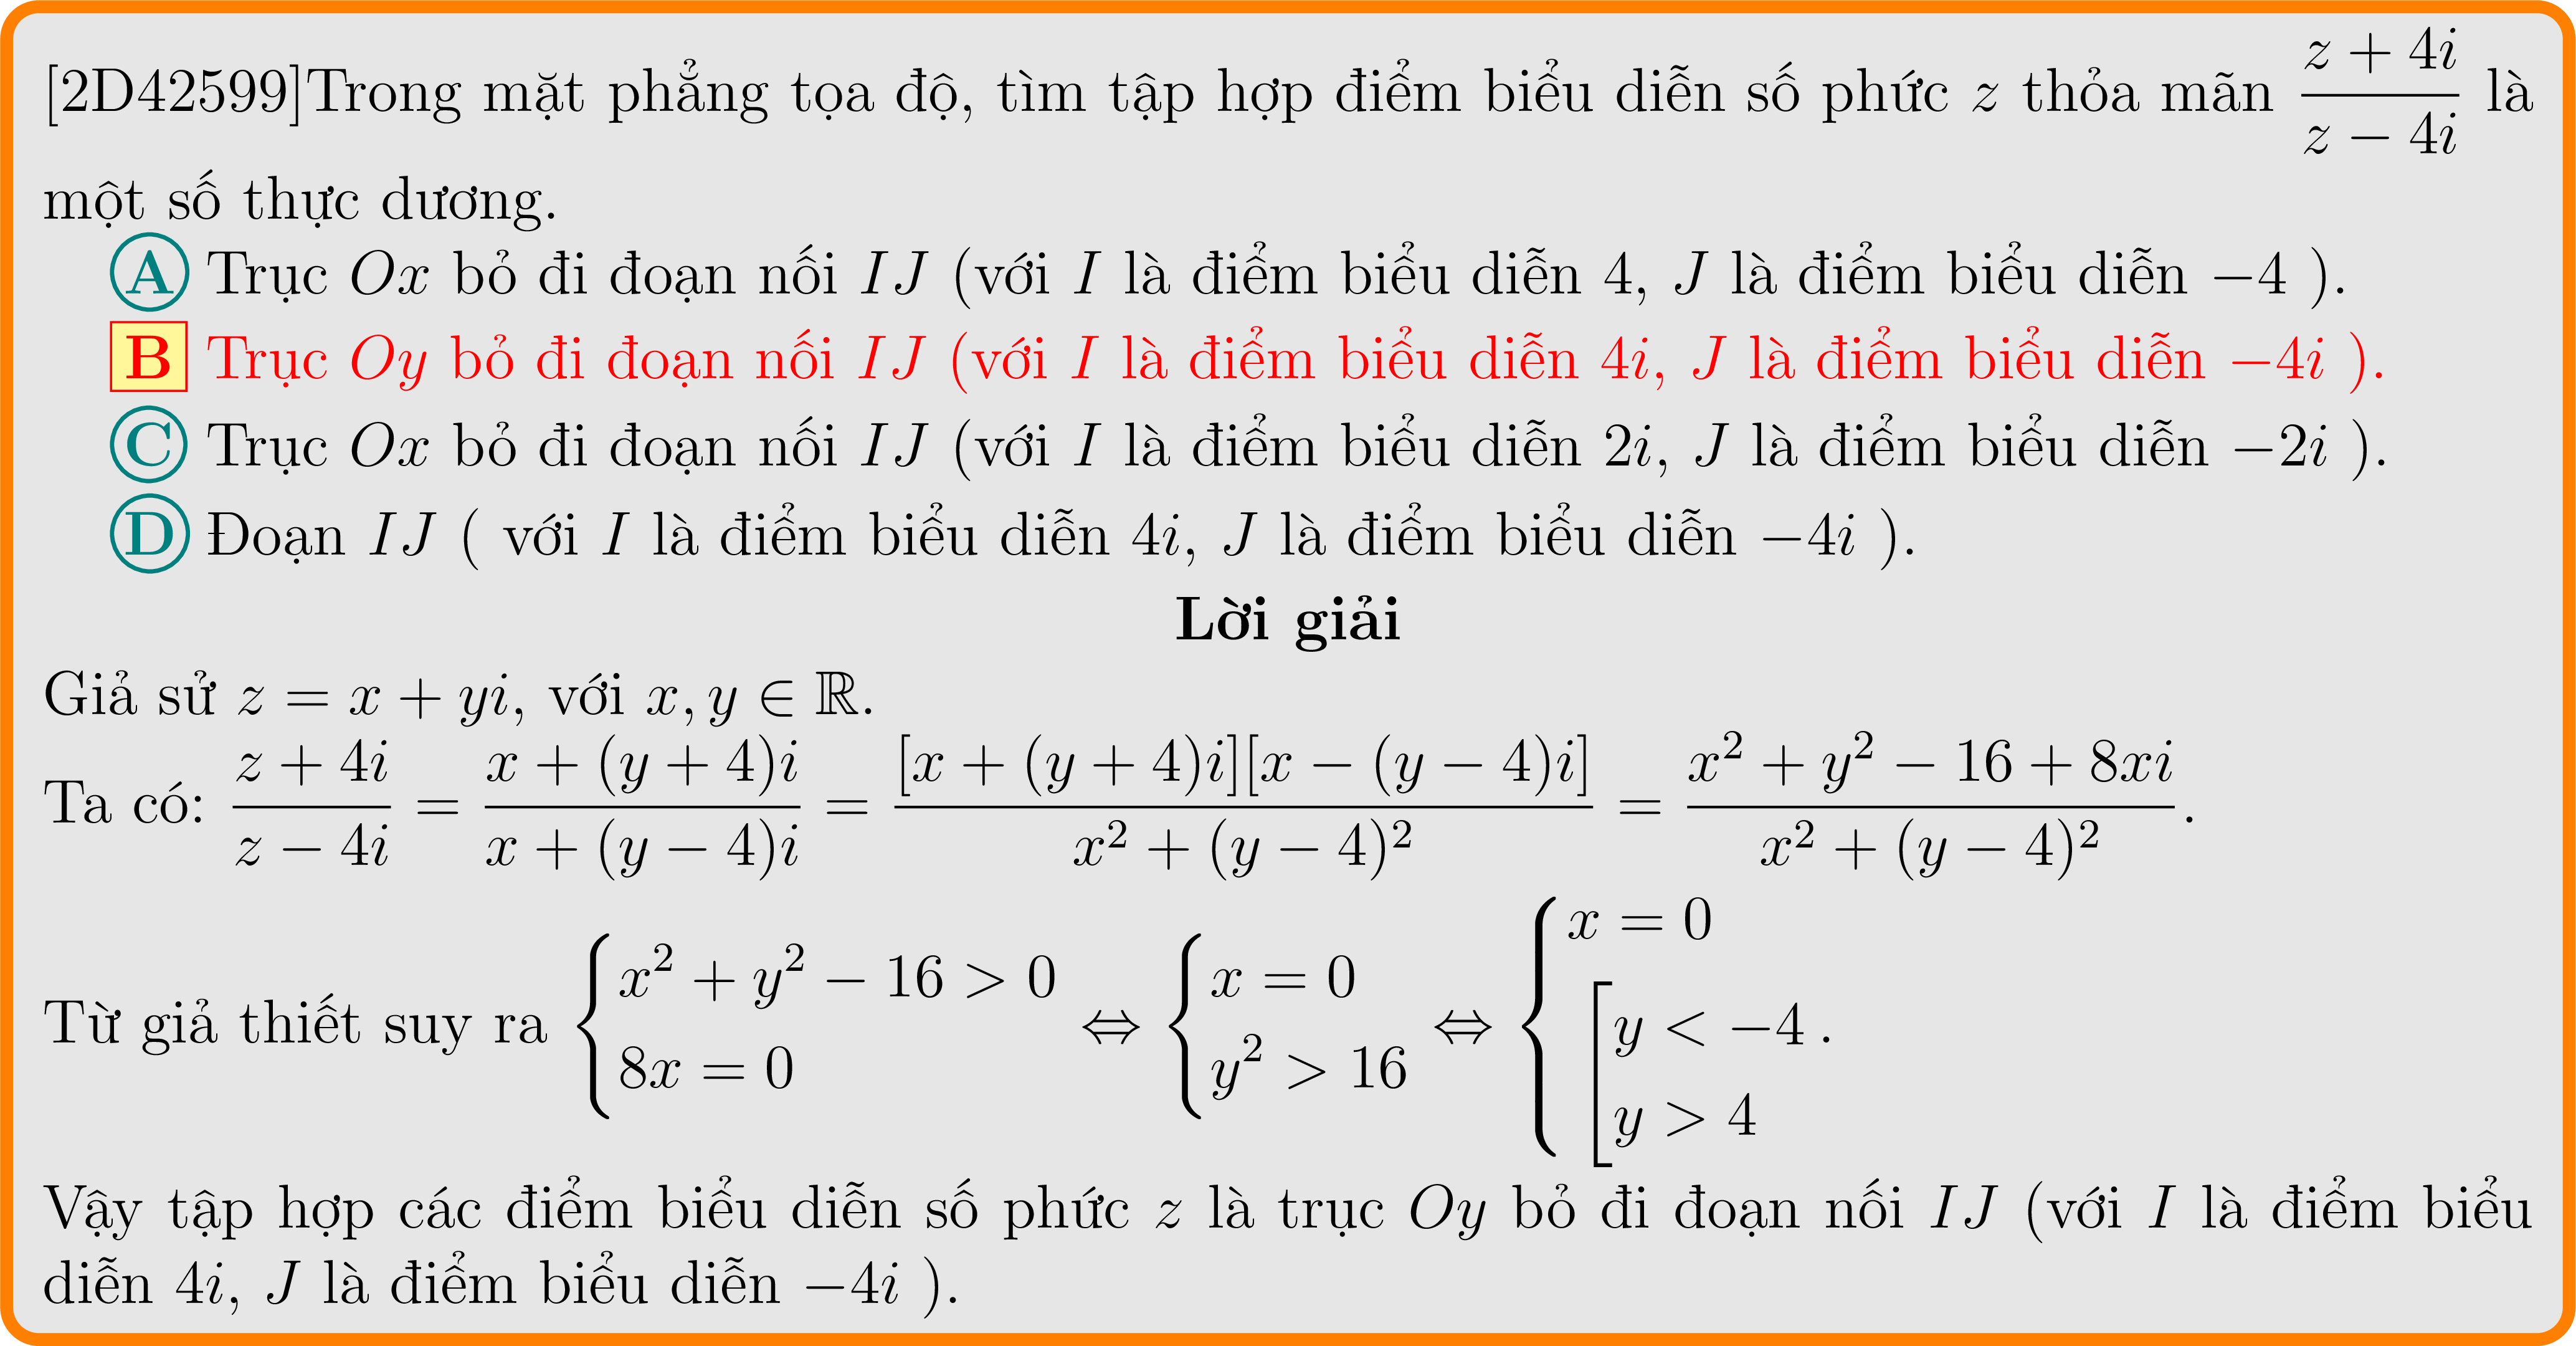 [2D42599]Trong mặt phẳng tọa độ, tìm tập hợp điểm biểu diễn số phức $z$ thỏa mãn $\dfrac{z+4i}{z-4i}$ là
một số thực dương.
A Trục $Ox$ bỏ đi đoạn nối $IJ$ (với $I$ là điểm biểu diễn $4$, $J$ là điểm biểu diễn $-4$ ).
B Trục $Oy$ bỏ đi đoạn nối $IJ$ (với $I$ là điểm biểu diễn $4i$, $J$ là điểm biểu diễn $-4i$ ).
C Trục $Ox$ bỏ đi đoạn nối $IJ$ (với $I$ là điểm biểu diễn $2i$, $J$ là điểm biểu diễn $-2i$ ).
D Đoạn $IJ$ ( với $I$ là điểm biểu diễn $4i$, $J$ là điểm biểu diễn $-4i$ ).
Lời giải
Giả sử $z = x + yi$, với $x, y \in \mathbb{R}$.
Ta có: $\dfrac{z+4i}{z-4i} = \dfrac{x+(y+4)i}{x+(y-4)i} = \dfrac{[x+(y+4)i][x-(y-4)i]}{x^2+(y-4)^2} = \dfrac{x^2+y^2-16+8xi}{x^2+(y-4)^2}$.
Từ giả thiết suy ra $\begin{cases} x^2+y^2-16>0 \\ 8x=0 \end{cases} \Leftrightarrow \begin{cases} x=0 \\ y^2>16 \end{cases} \Leftrightarrow \begin{cases} x=0 \\ \left[\begin{array}{l} y<-4 \\ y>4 \end{array}\right. \end{cases}$.
Vậy tập hợp các điểm biểu diễn số phức $z$ là trục $Oy$ bỏ đi đoạn nối $IJ$ (với $I$ là điểm biểu
diễn $4i$, $J$ là điểm biểu diễn $-4i$ ).